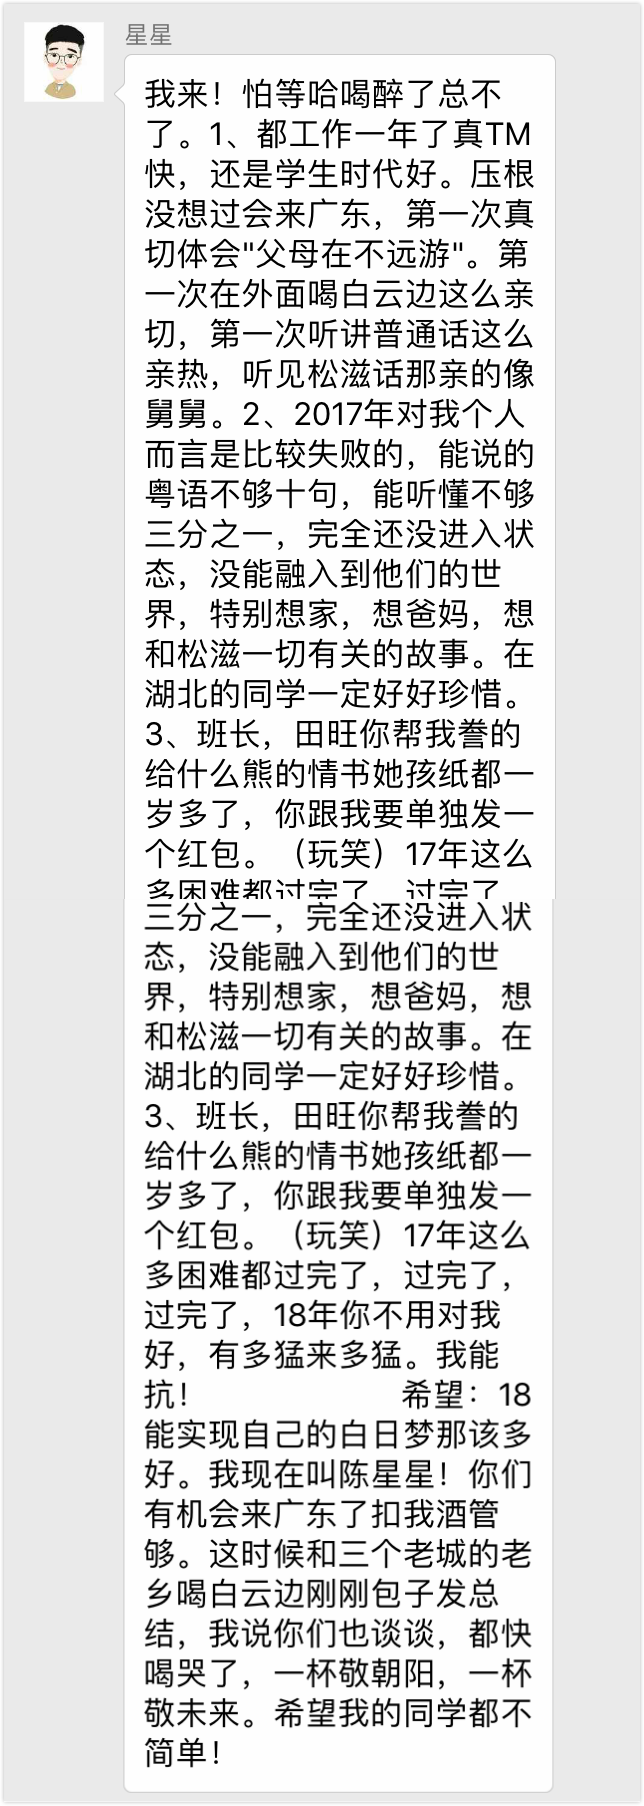 星星
我来！怕等哈喝醉了总不
了。1、都工作一年了真TM
快，还是学生时代好。压根
没想过会来广东，第一次真
切体会"父母在不远游"。第
一次在外面喝白云边这么亲
切，第一次听讲普通话这么
亲热，听见松滋话那亲的像
舅舅。2、2017年对我个人
而言是比较失败的，能说的
粤语不够十句，能听懂不够
三分之一，完全还没进入状
态，没能融入到他们的世
界，特别想家，想爸妈，想
和松滋一切有关的故事。在
湖北的同学一定好好珍惜。
3、班长，田旺你帮我誊的
给什么熊的情书她孩纸都一
岁多了，你跟我要单独发一
个红包。（玩笑）17年这么
多困难都过完了，过完了，
三分之一，完全还没进入状
态，没能融入到他们的世
界，特别想家，想爸妈，想
和松滋一切有关的故事。在
湖北的同学一定好好珍惜。
3、班长，田旺你帮我誊的
给什么熊的情书她孩纸都一
岁多了，你跟我要单独发一
个红包。（玩笑）17年这么
多困难都过完了，过完了，
过完了，18年你不用对我
好，有多猛来多猛。我能
抗！ 希望：18
能实现自己的白日梦那该多
好。我现在叫陈星星！你们
有机会来广东了扣我酒管
够。这时候和三个老城的老
乡喝白云边刚刚包子发总
结，我说你们也谈谈，都快
喝哭了，一杯敬朝阳，一杯
敬未来。希望我的同学都不
简单！